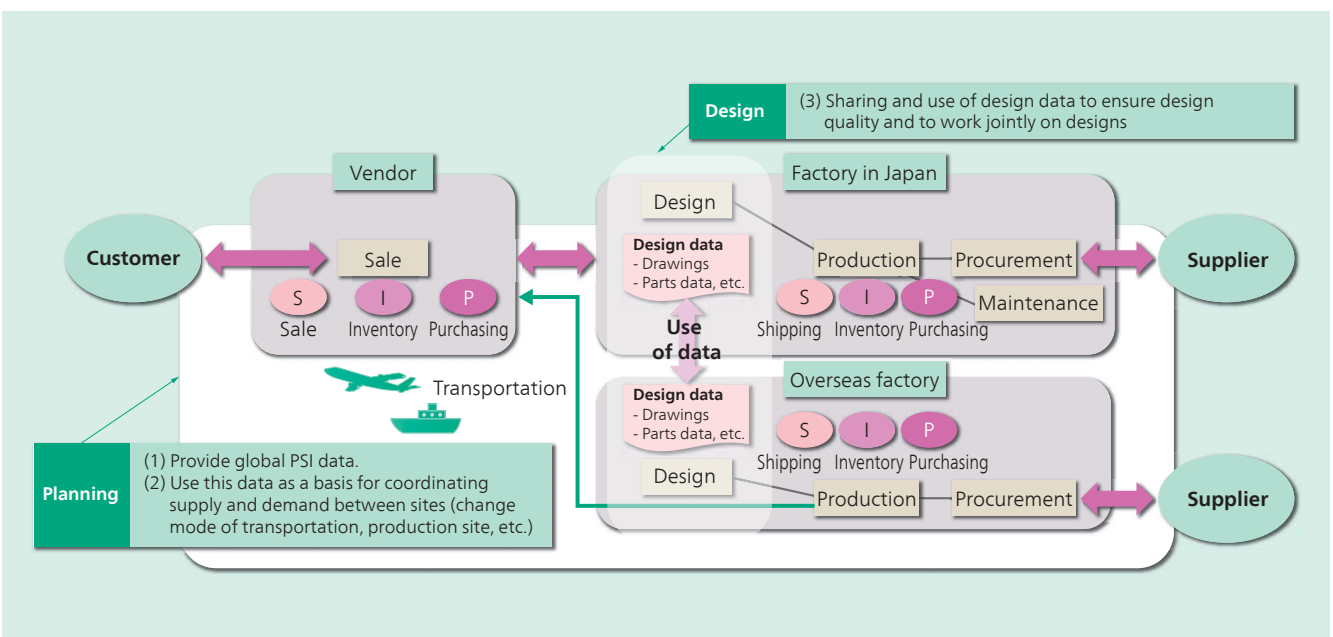 Design
(3) Sharing and use of design data to ensure design
quality and to work jointly on designs
Vendor
Factory in Japan
Customer
Sale
S
I
P
Sale
Inventory
Purchasing
Design
Design data
- Drawings
- Parts data, etc.
Production
Procurement
Maintenance
S
I
P
Shipping
Inventory
Purchasing
Supplier
Use
of data
Transportation
Overseas factory
Design data
- Drawings
- Parts data, etc.
S
I
P
Shipping
Inventory
Purchasing
Design
Production
Procurement
Supplier
Planning
(1) Provide global PSI data.
(2) Use this data as a basis for coordinating
supply and demand between sites (change
mode of transportation, production site, etc.)